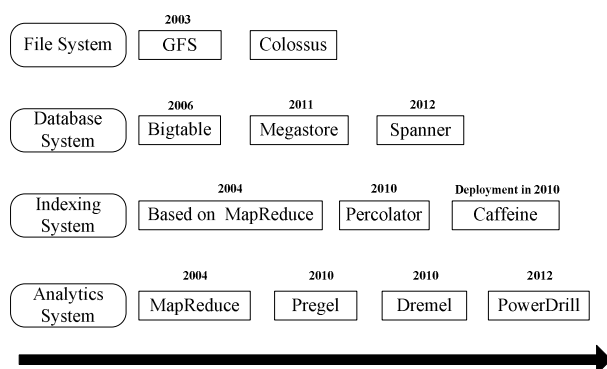 2003
File System
GFS
Colossus
2006
2011
2012
Database
System
Bigtable
Megastore
Spanner
2004
2010
Deployment in 2010
Indexing
System
Based on MapReduce
Percolator
Caffeine
2004
2010
2010
2012
Analytics
System
MapReduce
Pregel
Dremel
PowerDrill